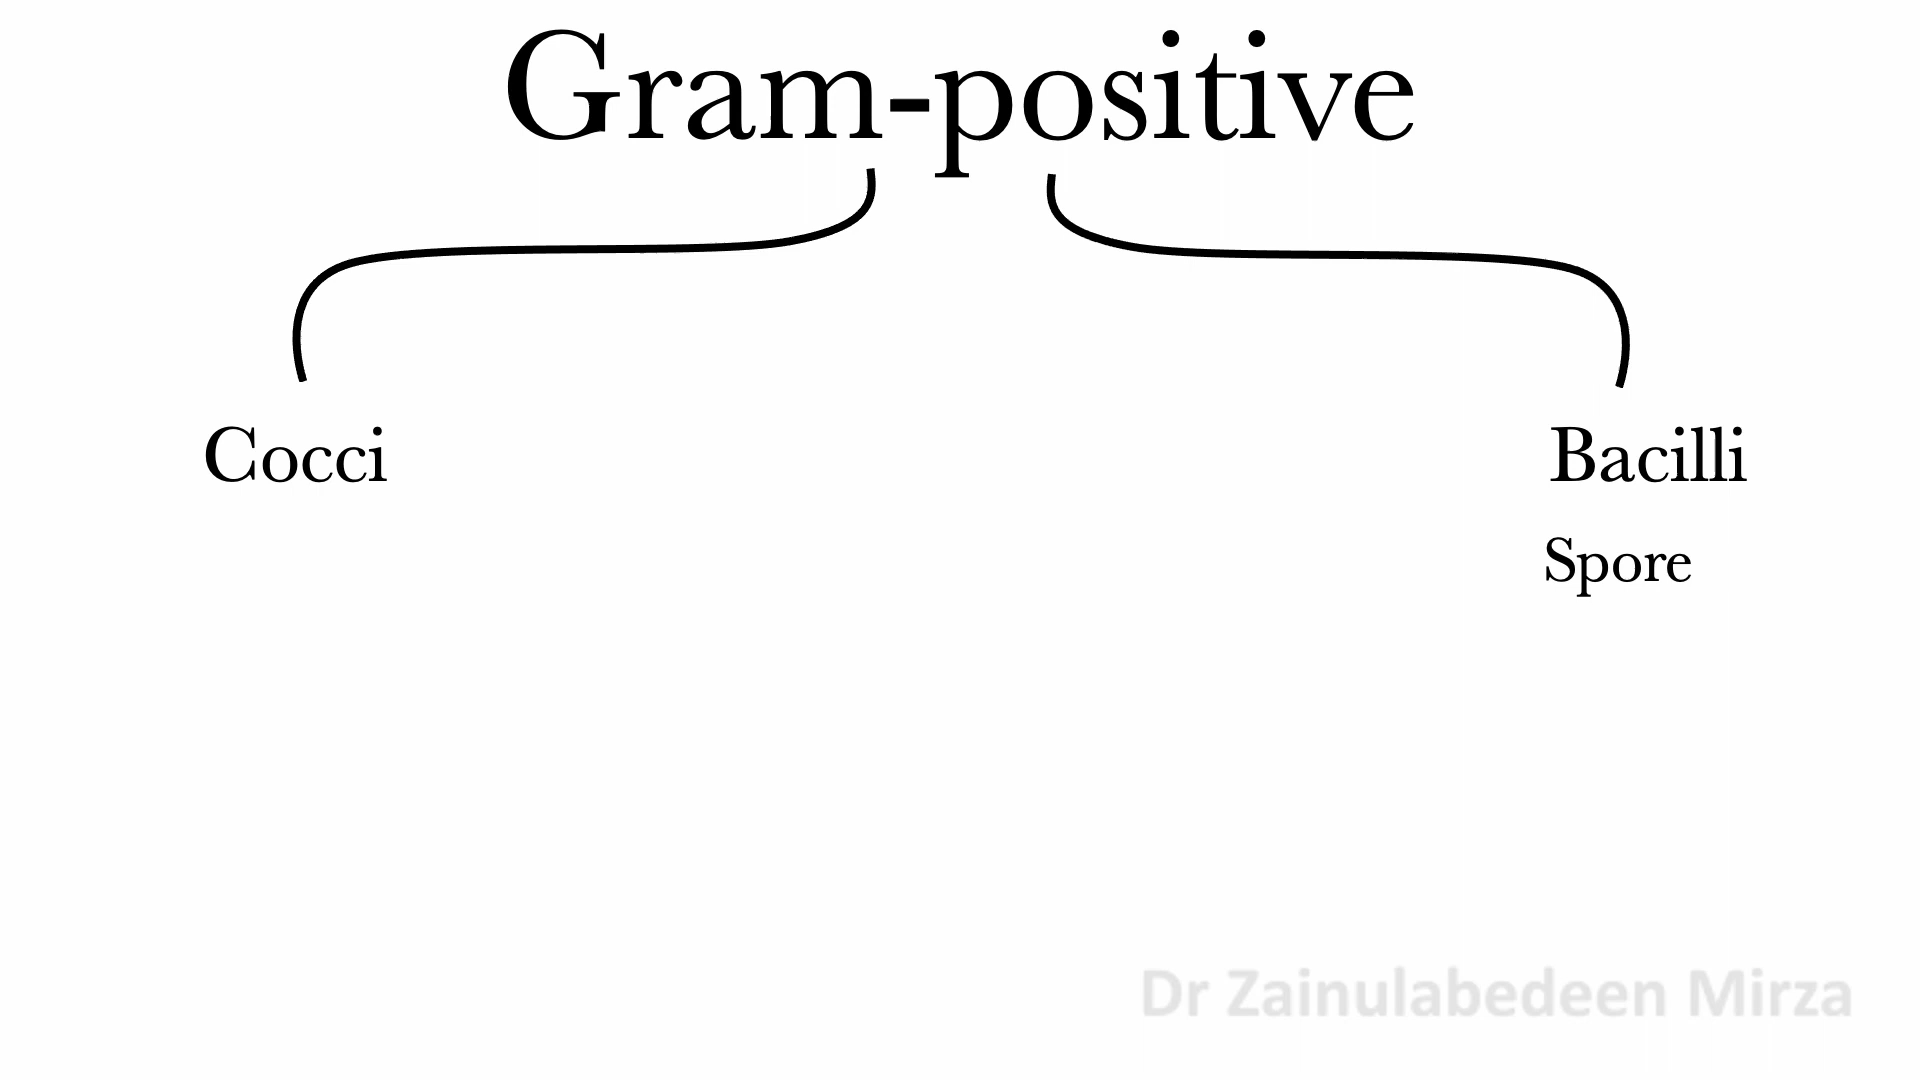 Gram-positive
Cocci
Bacilli
Spore
Dr Zainulabedeen Mirza